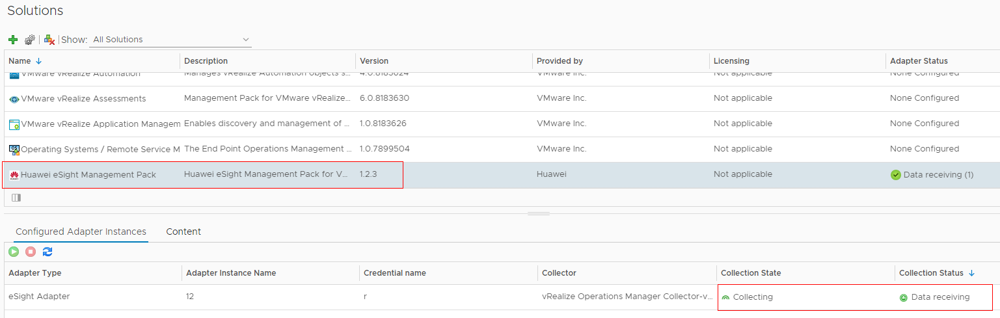 Solutions
Show: All Solutions
Name Description Version Provided by Licensing Adapter Status
VMware vRealize Automation Manages vRealize Automation objects s... 4.0.8183624 VMware Inc. Not applicable None Configured
VMware vRealize Assessments Management Pack for VMware vRealize... 6.0.8183630 VMware Inc. Not applicable None Configured
VMware vRealize Application Managem Enables discovery and management of ... 1.0.8183626 VMware Inc. Not applicable None Configured
Operating Systems / Remote Service M The End Point Operations Management ... 1.0.7899504 VMware Inc. Not applicable None Configured
Huawei eSight Management Pack Huawei eSight Management Pack for V... 1.2.3 Huawei Not applicable Data receiving (1)
Configured Adapter Instances Content
Adapter Type Adapter Instance Name Credential name Collector Collection State Collection Status
eSight Adapter 12 r vRealize Operations Manager Collector-v... Collecting Data receiving